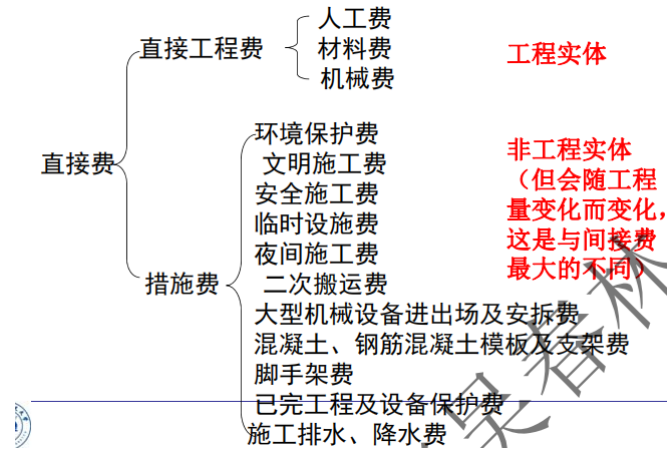 人工费
直接工程费
材料费
机械费
工程实体
直接费
环境保护费
文明施工费
安全施工费
临时设施费
夜间施工费
措施费
二次搬运费
大型机械设备进出场及安拆费
混凝土、钢筋混凝土模板及支架费
脚手架费
已完工程及设备保护费
施工排水、降水费
非工程实体
（但会随工程
量变化而变化，
这是与间接费
最大的不同）
吴春林